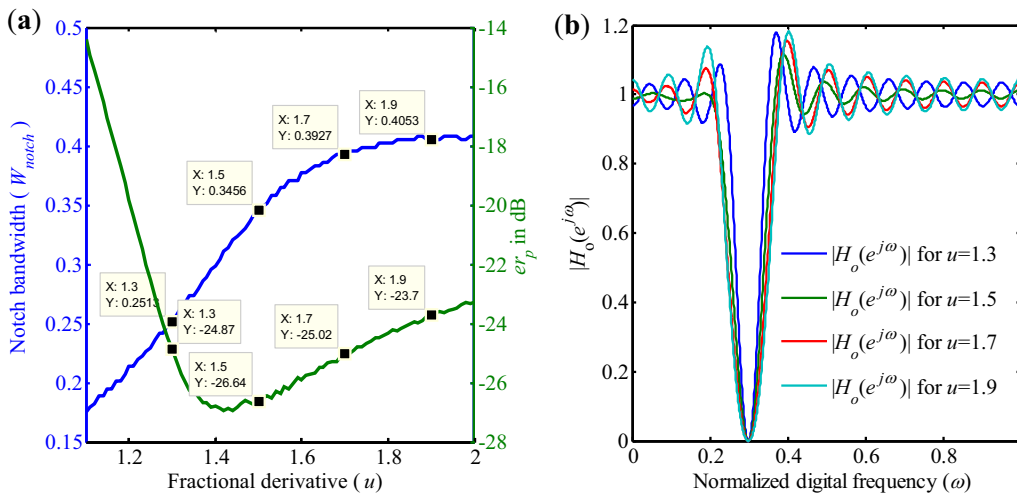 (a)
0.5
0.45
0.4
0.35
0.3
0.25
0.2
0.15
Notch bandwidth ( W_notch )
X: 1.3
Y: 0.2513
X: 1.5
Y: 0.3456
X: 1.7
Y: 0.3927
X: 1.9
Y: 0.4053
X: 1.3
Y: -24.87
X: 1.5
Y: -26.64
X: 1.7
Y: -25.02
X: 1.9
Y: -23.7
-14
-16
-18
-20
-22
-24
-26
-28
er_p in dB
1.2 1.4 1.6 1.8 2
Fractional derivative ( u )
(b)
1.2
1
0.8
0.6
0.4
0.2
0
|H_o(e^{jω})|
|H_o(e^{jω})| for u=1.3
|H_o(e^{jω})| for u=1.5
|H_o(e^{jω})| for u=1.7
|H_o(e^{jω})| for u=1.9
0 0.2 0.4 0.6 0.8
Normalized digital frequency (ω)